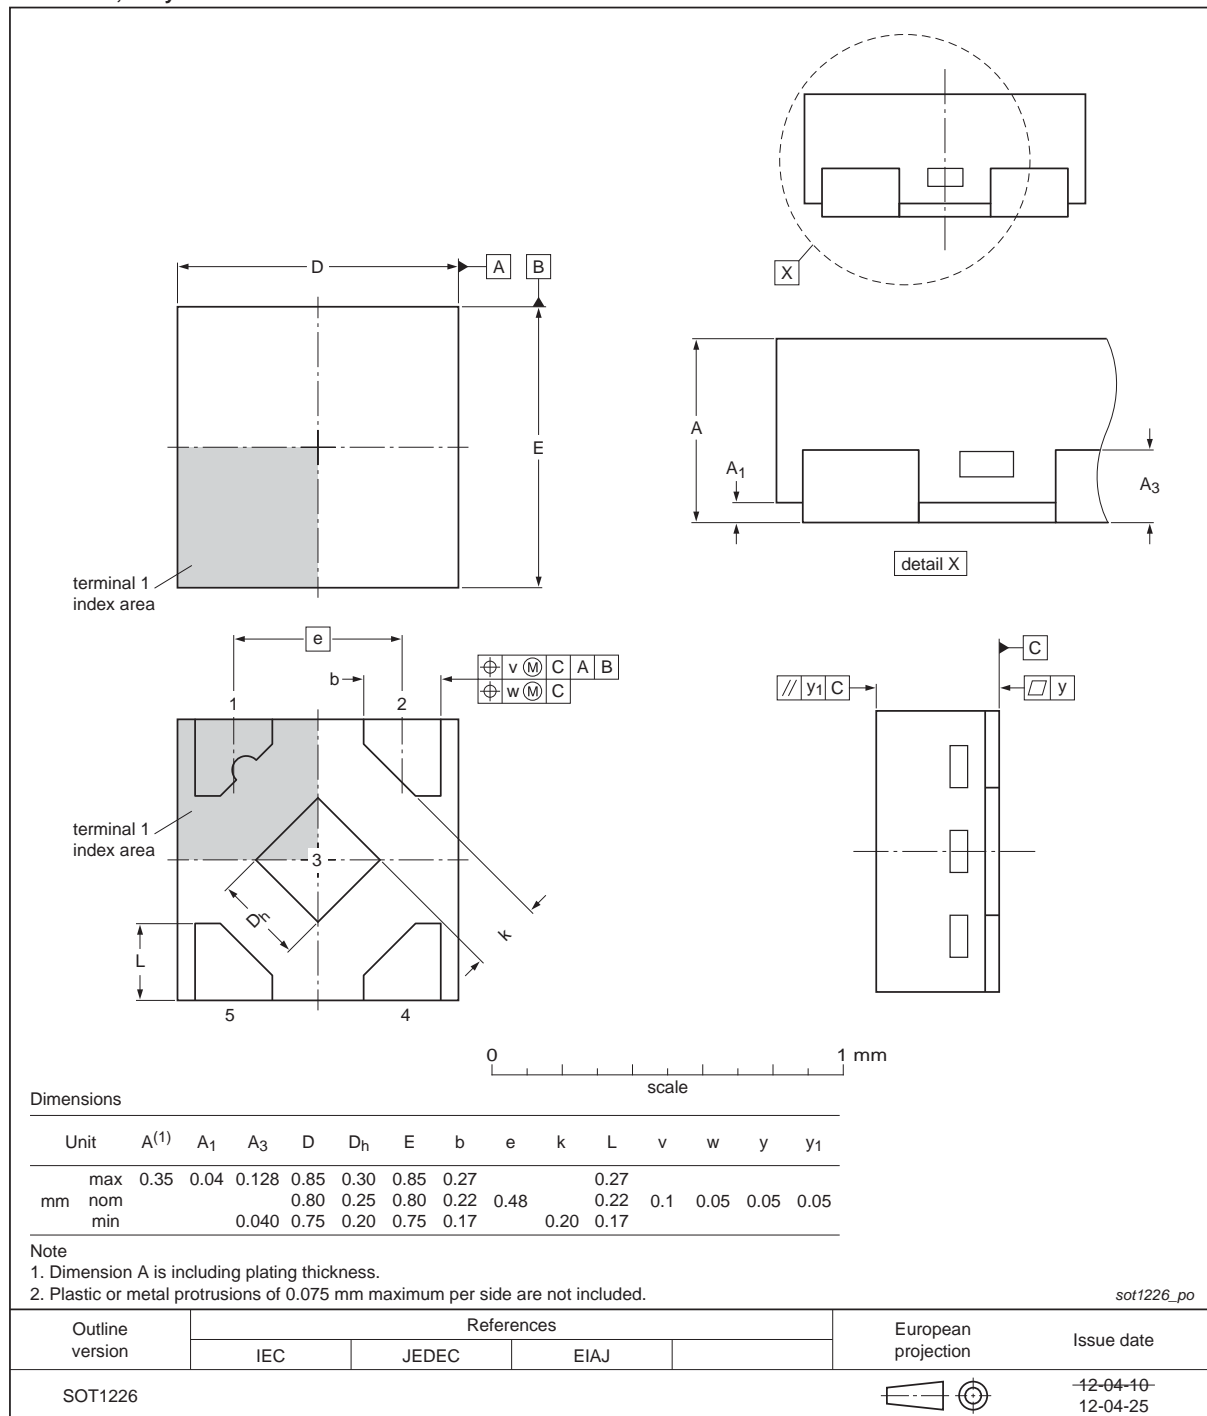 X
D
A
B
E
terminal 1
index area
A
A1
A3
detail X
e
b
v Ⓜ C A B
w Ⓜ C
1
2
terminal 1
index area
3
Dh
k
L
5
4
C
// y1 C
y
0
1 mm
scale
Dimensions
Unit A(1) A1 A3 D Dh E b e k L v w y y1
max 0.35 0.04 0.128 0.85 0.30 0.85 0.27 0.27
mm nom 0.80 0.25 0.80 0.22 0.48 0.22 0.1 0.05 0.05 0.05
min 0.040 0.75 0.20 0.75 0.17 0.20 0.17
Note
1. Dimension A is including plating thickness.
2. Plastic or metal protrusions of 0.075 mm maximum per side are not included.
sot1226_po
Outline version
References
European projection
Issue date
IEC JEDEC EIAJ
SOT1226
12-04-10
12-04-25